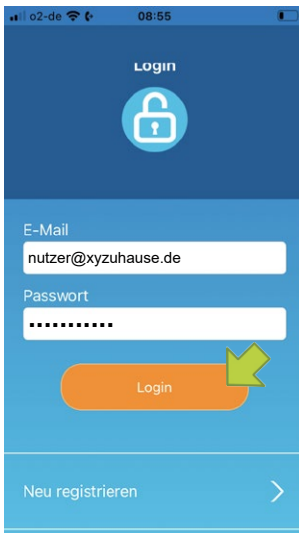 o2-de 08:55
Login
E-Mail
nutzer@xyzuhause.de
Passwort
Login
Neu registrieren